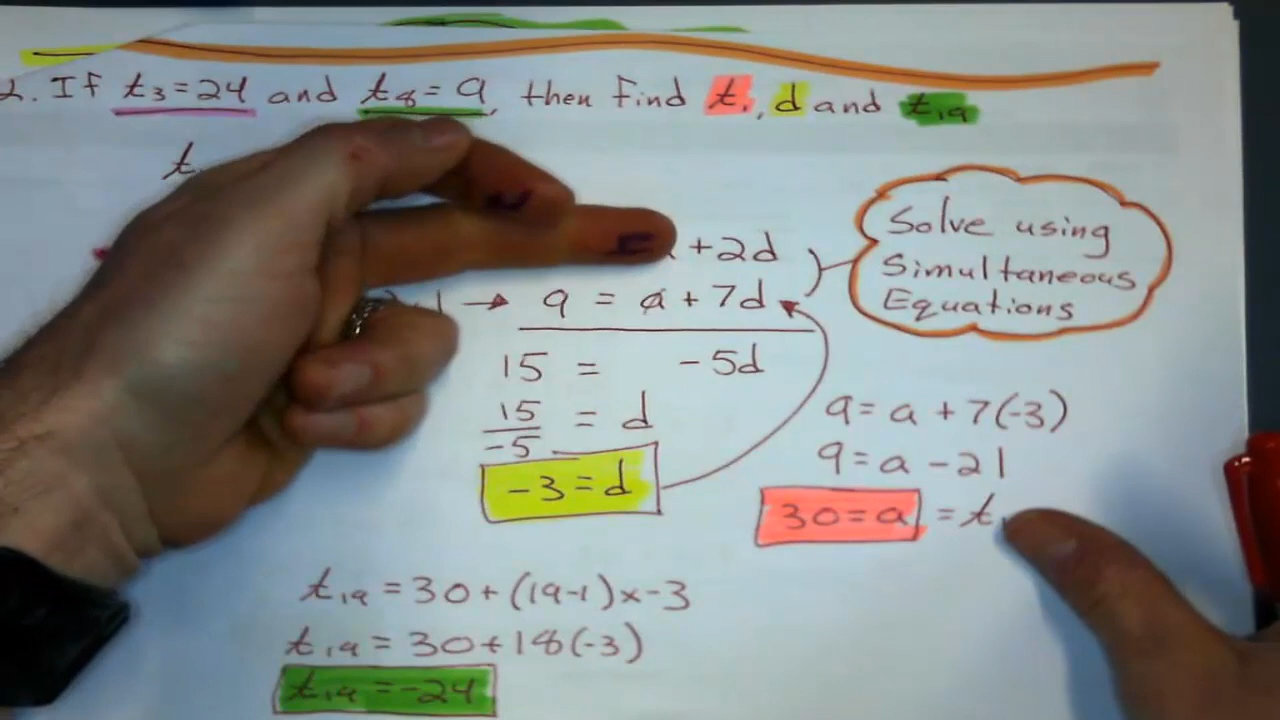 2. If t₃=24 and t₈=9, then find t₁, d and t₁₉
t
+2d
→ 9 = a + 7d
15 = -5d
15/-5 = d
-3=d
Solve using
Simultaneous
Equations
9=a+7(-3)
9=a-21
30=a =t
t₁₉=30+(19-1)x-3
t₁₉=30+18(-3)
t₁₉=-24